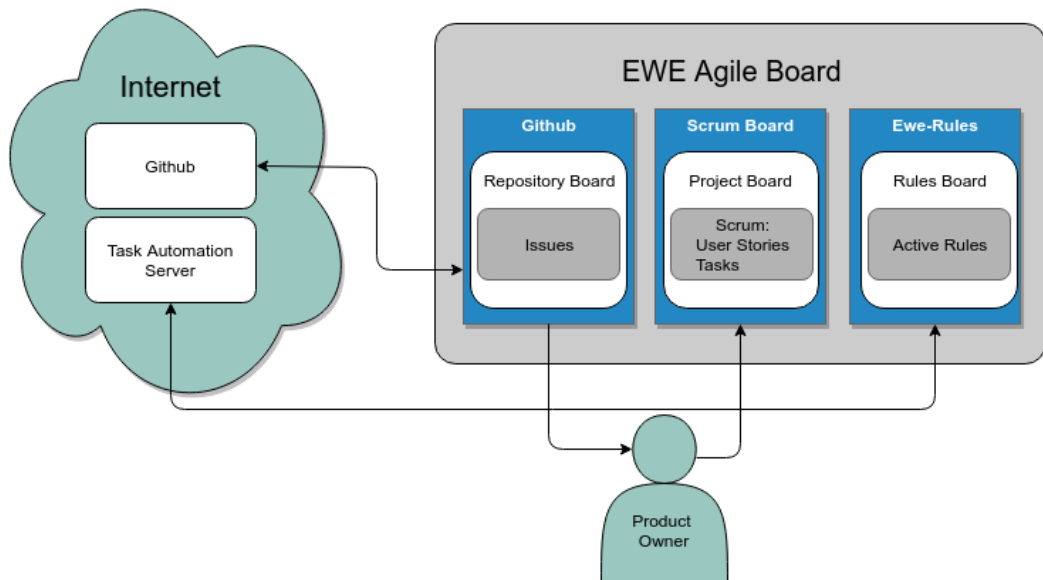 Internet
Github
Task Automation
Server
EWE Agile Board
Github
Repository Board
Issues
Scrum Board
Project Board
Scrum:
User Stories
Tasks
Ewe-Rules
Rules Board
Active Rules
Product
Owner